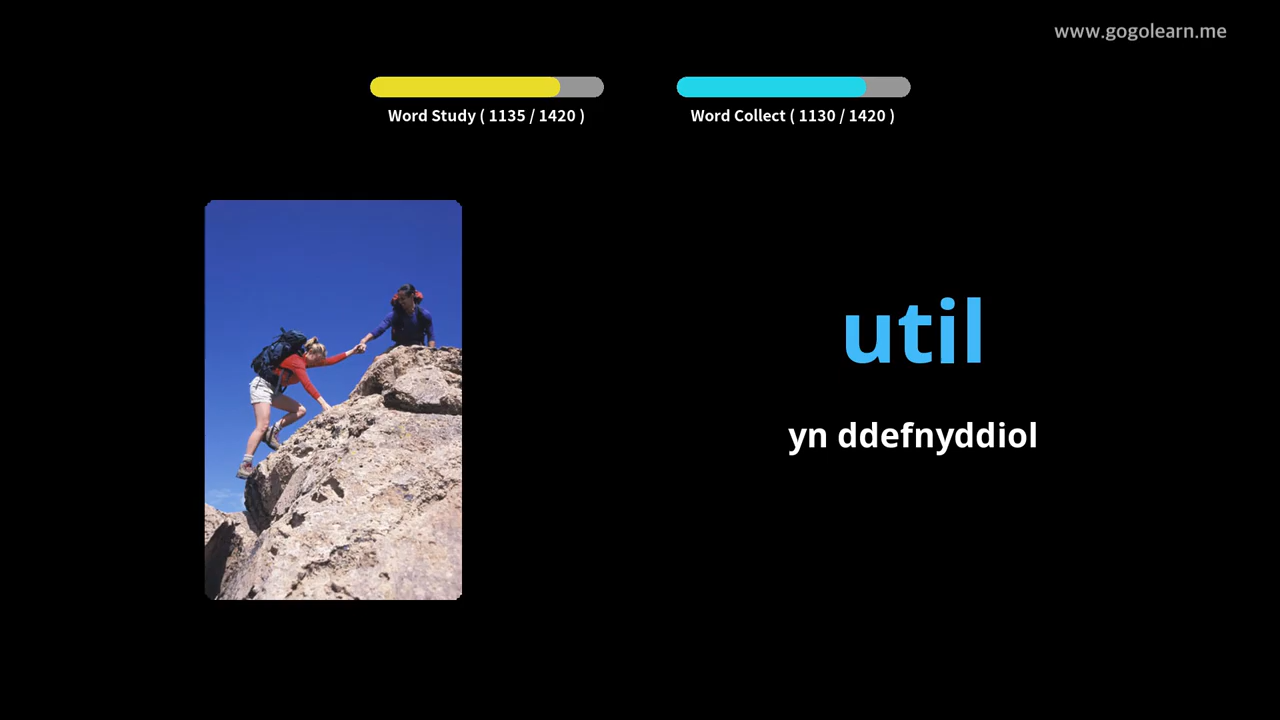 www.gogolearn.me
Word Study ( 1135 / 1420 )
Word Collect ( 1130 / 1420 )
util
yn ddefnyddiol